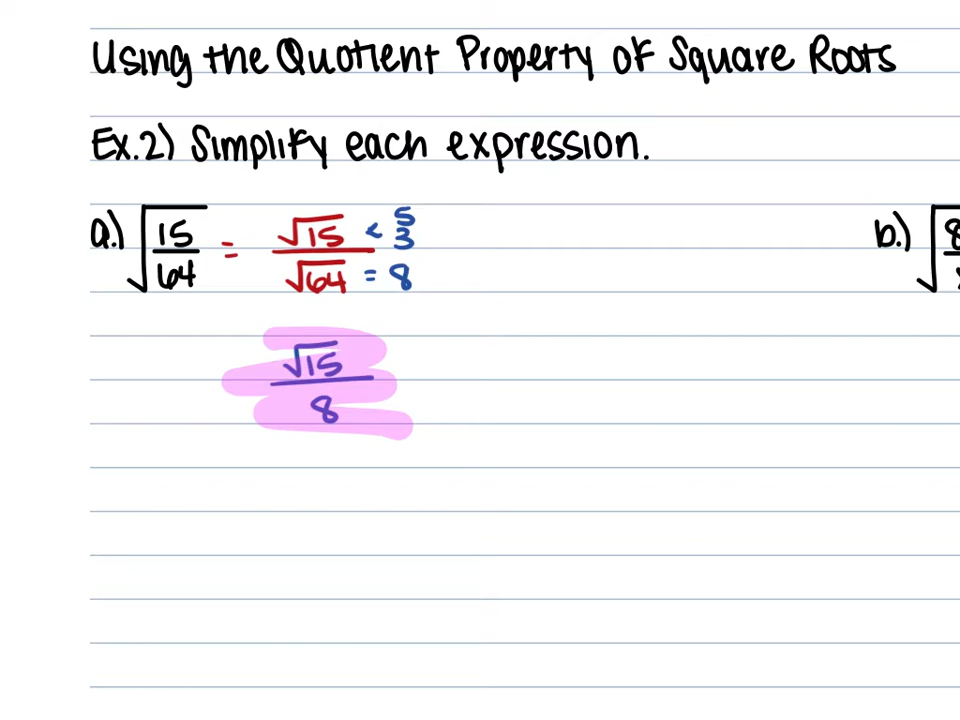 Using the Quotient Property of Square Roots
Ex.2) Simplify each expression.
a.) √(15/64) = √15/√64 < 5 3 = 8
b.) √8
√15/8